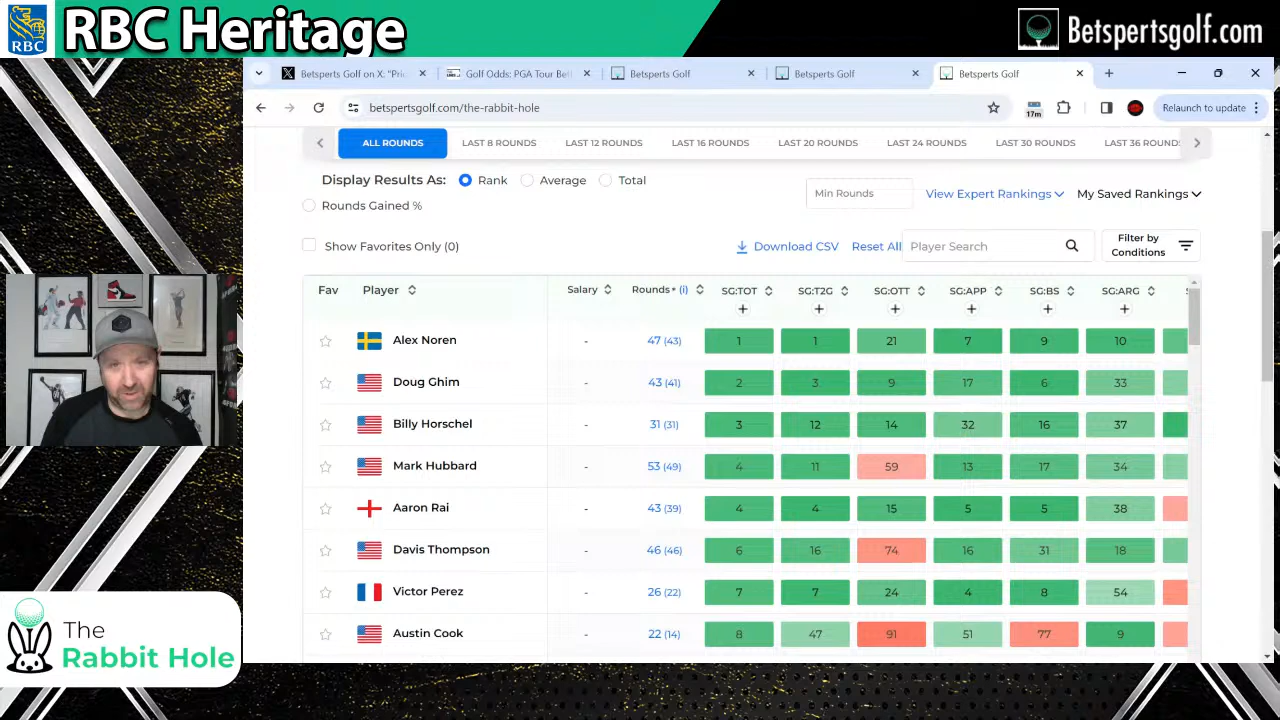 RBC
RBC Heritage
Betspertsgolf.com
Betsperts Golf on X: "Pric
Golf Odds: PGA Tour Bet
Betsperts Golf
Betsperts Golf
Betsperts Golf
betspertsgolf.com/the-rabbit-hole
17m
Relaunch to update
ALL ROUNDS LAST 8 ROUNDS LAST 12 ROUNDS LAST 16 ROUNDS LAST 20 ROUNDS LAST 24 ROUNDS LAST 30 ROUNDS LAST 36 ROUNDS
Display Results As: Rank Average Total
Rounds Gained %
Min Rounds
View Expert Rankings
My Saved Rankings
Show Favorites Only (0)
Download CSV
Reset All
Player Search
Filter by
Conditions
Fav Player Salary Rounds* (i) SG:TOT SG:T2G SG:OTT SG:APP SG:BS SG:ARG
+ + + + + +
Alex Noren - 47 (43) 1 1 21 7 9 10
Doug Ghim - 43 (41) 2 3 9 17 6 33
Billy Horschel - 31 (31) 3 12 14 32 16 37
Mark Hubbard - 53 (49) 4 11 59 13 17 34
Aaron Rai - 43 (39) 4 4 15 5 5 38
Davis Thompson - 46 (46) 6 16 74 16 31 18
Victor Perez - 26 (22) 7 7 24 4 8 54
Austin Cook - 22 (14) 8 47 91 51 77 9
The
Rabbit Hole